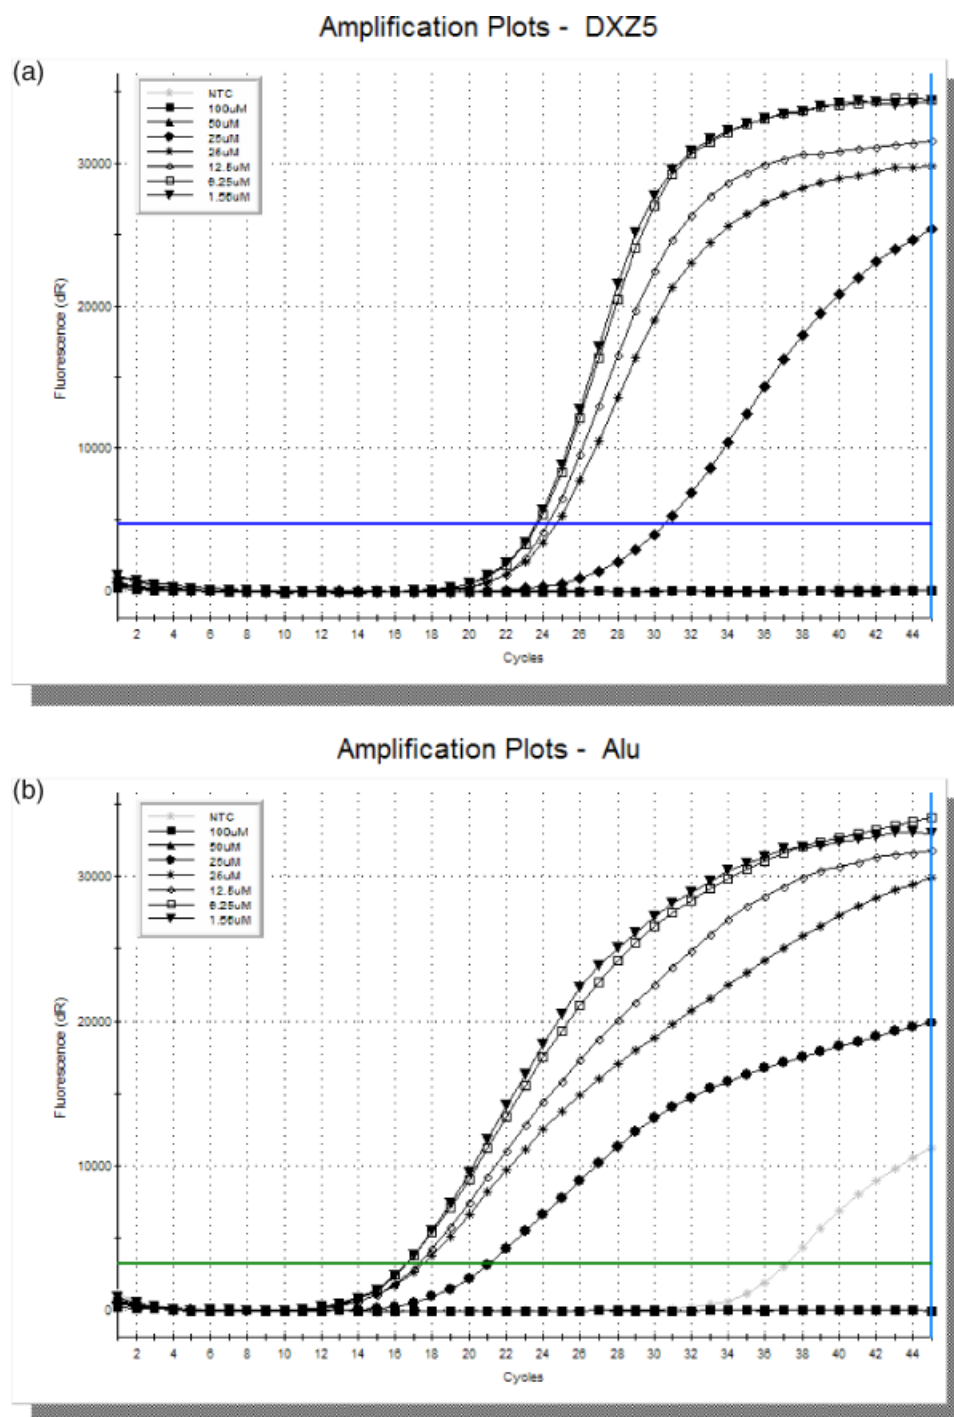 Amplification Plots - DXZ5
(a)
NTC
100uM
50uM
25uM
25uM
12.5uM
6.25uM
1.56uM
Fluorescence (dR)
30000
20000
10000
0
2 4 6 8 10 12 14 16 18 20 22 24 26 28 30 32 34 36 38 40 42 44
Cycles
Amplification Plots - Alu
(b)
NTC
100uM
50uM
25uM
25uM
12.5uM
6.25uM
1.56uM
Fluorescence (dR)
30000
20000
10000
0
2 4 6 8 10 12 14 16 18 20 22 24 26 28 30 32 34 36 38 40 42 44
Cycles